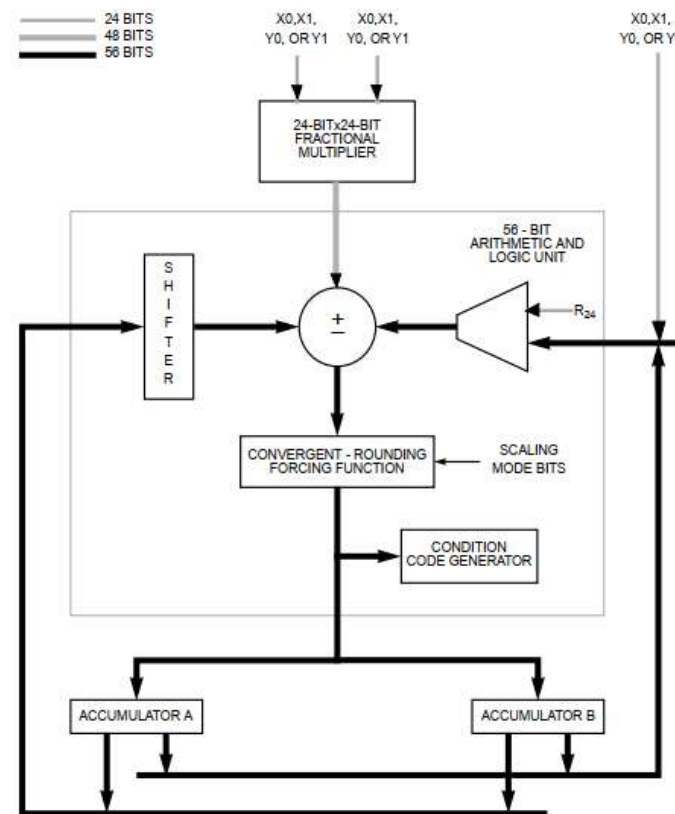 24 BITS
48 BITS
56 BITS
X0,X1,
Y0, OR Y1
X0,X1,
Y0, OR Y1
X0,X1,
Y0, OR Y
24-BITx24-BIT
FRACTIONAL
MULTIPLIER
56 - BIT
ARITHMETIC AND
LOGIC UNIT
S
H
I
F
T
E
R
+
–
R24
CONVERGENT - ROUNDING
FORCING FUNCTION
SCALING
MODE BITS
CONDITION
CODE GENERATOR
ACCUMULATOR A
ACCUMULATOR B